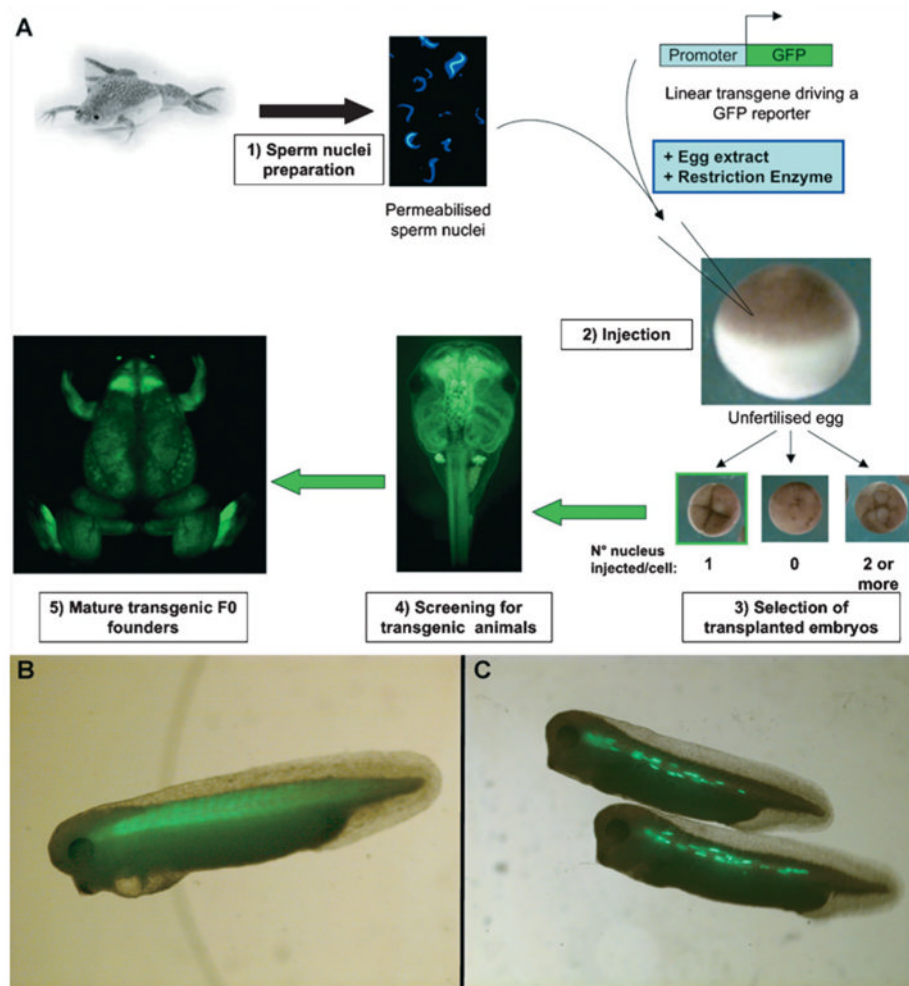 A
1) Sperm nuclei
preparation
Permeabilised
sperm nuclei
Promoter GFP
Linear transgene driving a
GFP reporter
+ Egg extract
+ Restriction Enzyme
2) Injection
Unfertilised egg
N° nucleus
injected/cell:
1 0 2 or
more
3) Selection of
transplanted embryos
4) Screening for
transgenic animals
5) Mature transgenic F0
founders
B
C